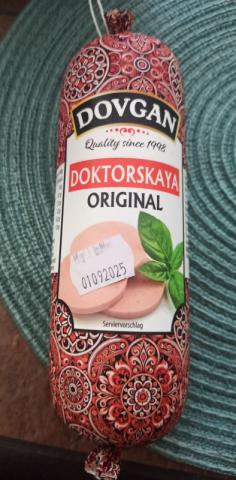 DOVGAN
Quality since 1998
DOKTORSKAYA
ORIGINAL
01092025
Serviervorschlag